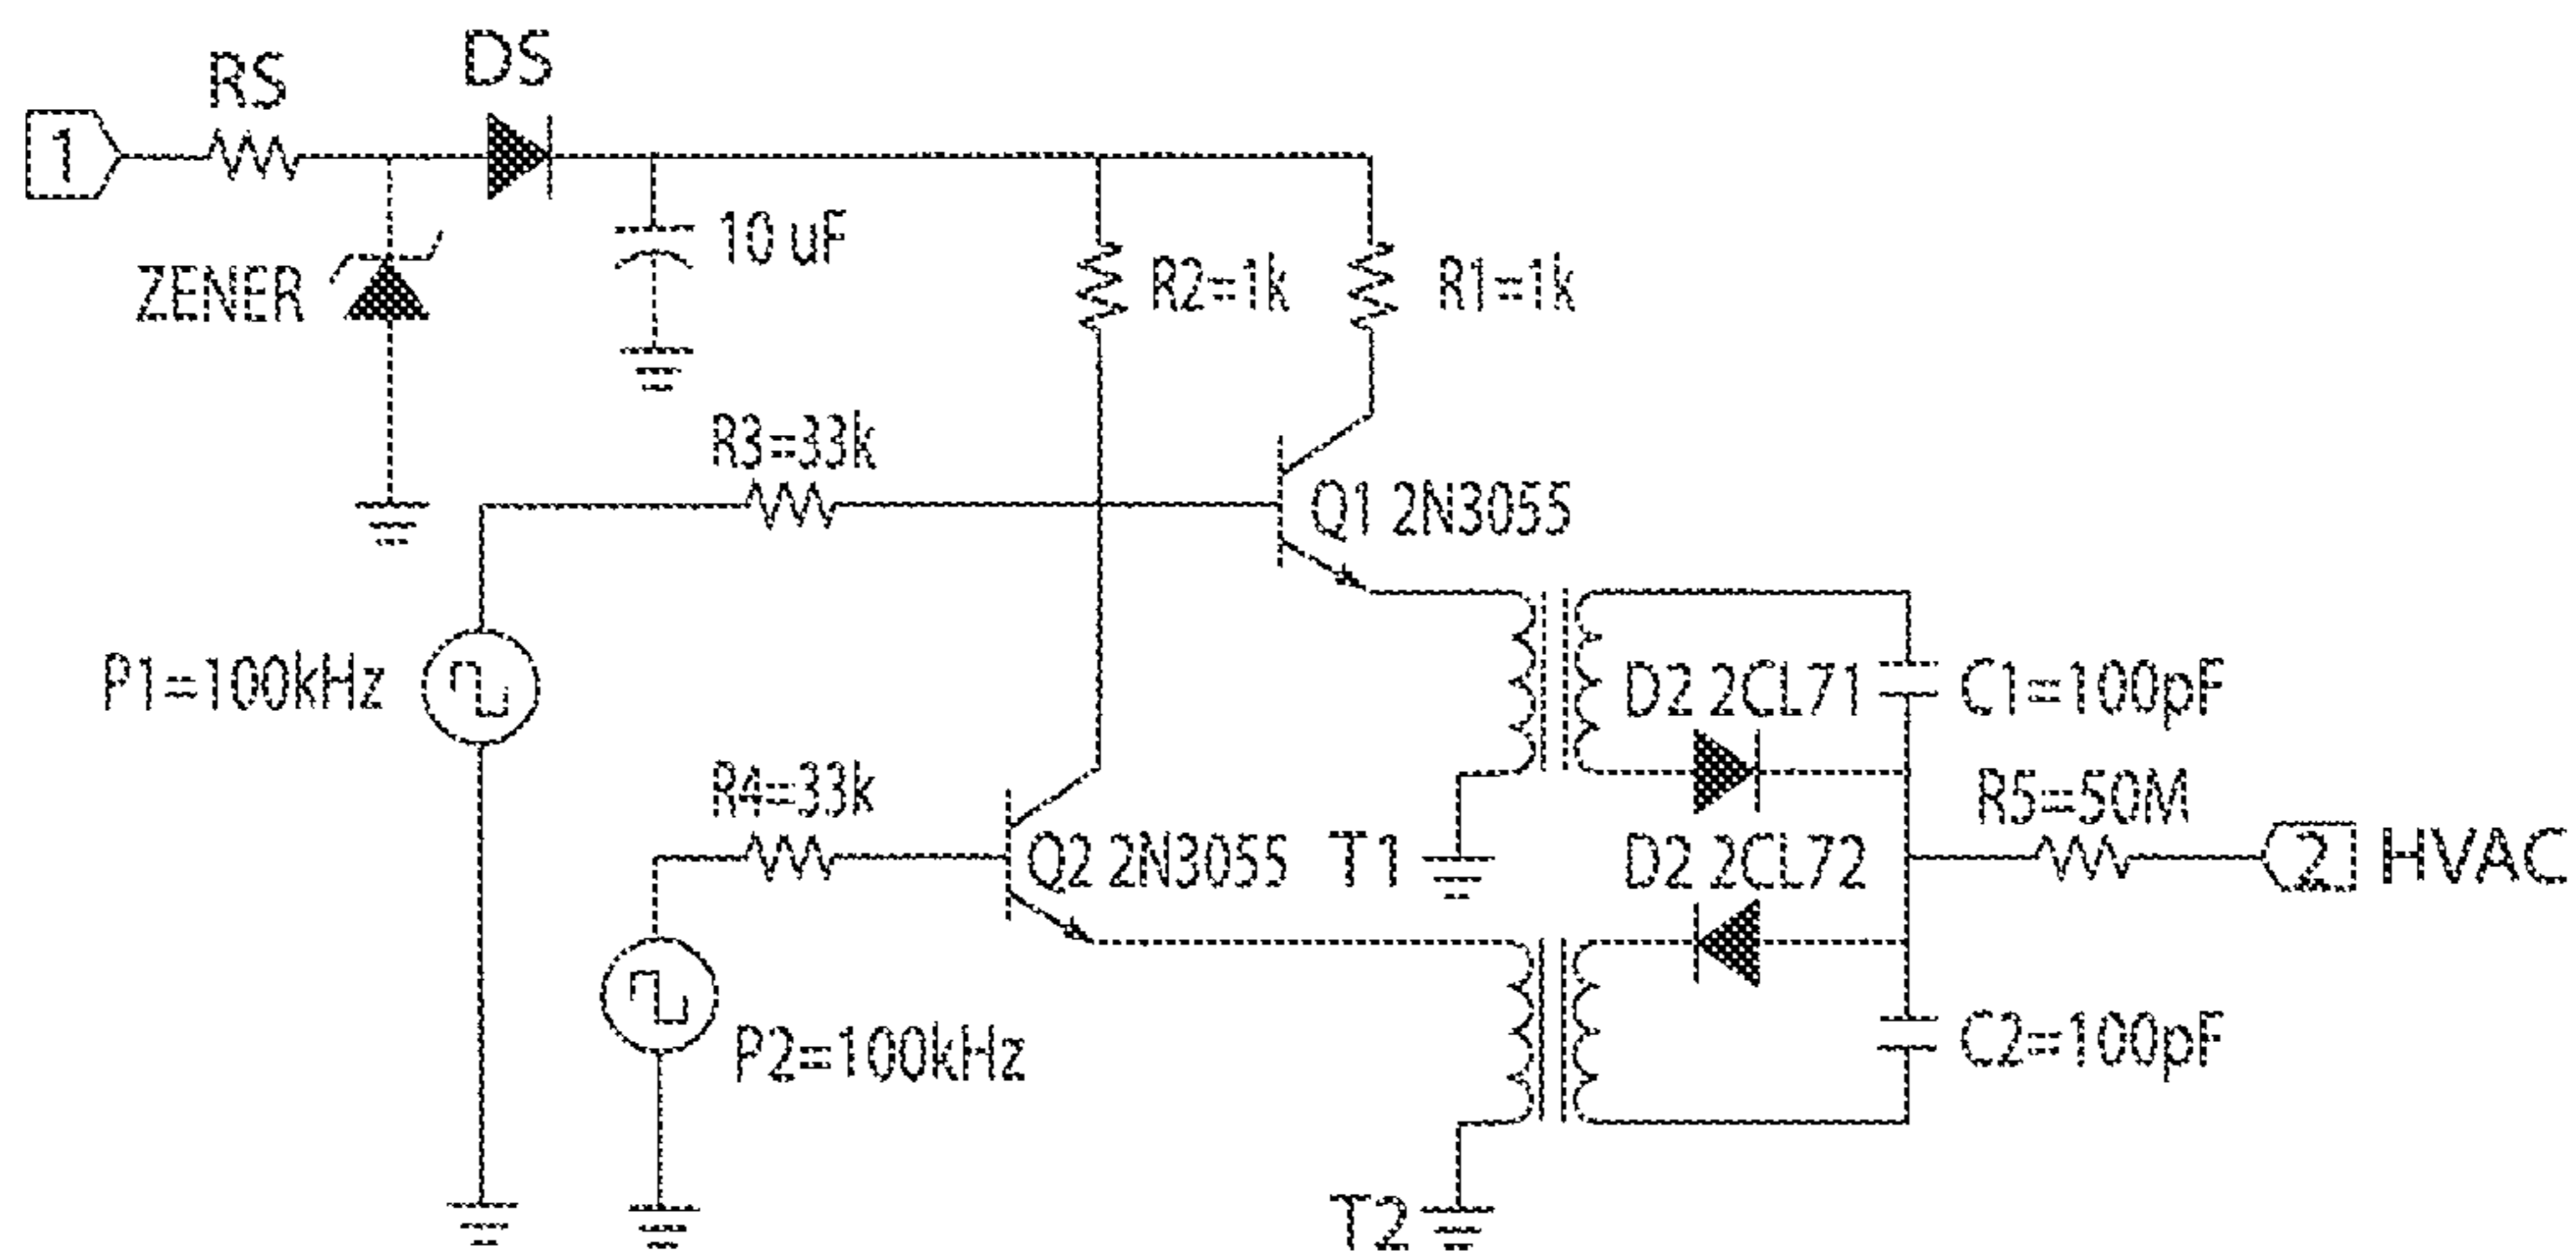 DS
RS
1
10 uF
ZENER
R2=1k
R1=1k
R3=33k
Q1 2N3055
P1=100kHz
D2 2CL71
C1=100pF
R4=33k
R5=50M
Q2 2N3055
T1
D2 2CL72
2
HVAC
P2=100kHz
C2=100pF
T2